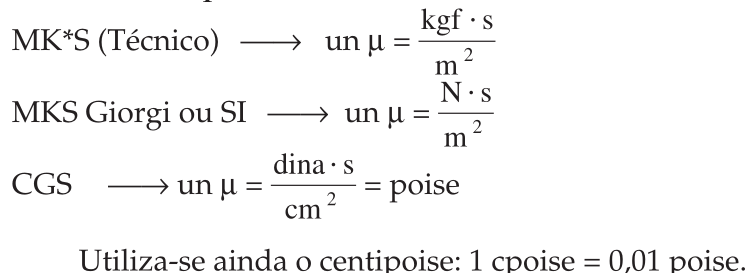 MK*S (Técnico) ⟶ un μ = kgf · s / m²
MKS Giorgi ou SI ⟶ un μ = N · s / m²
CGS ⟶ un μ = dina · s / cm² = poise
Utiliza-se ainda o centipoise: 1 cpoise = 0,01 poise.